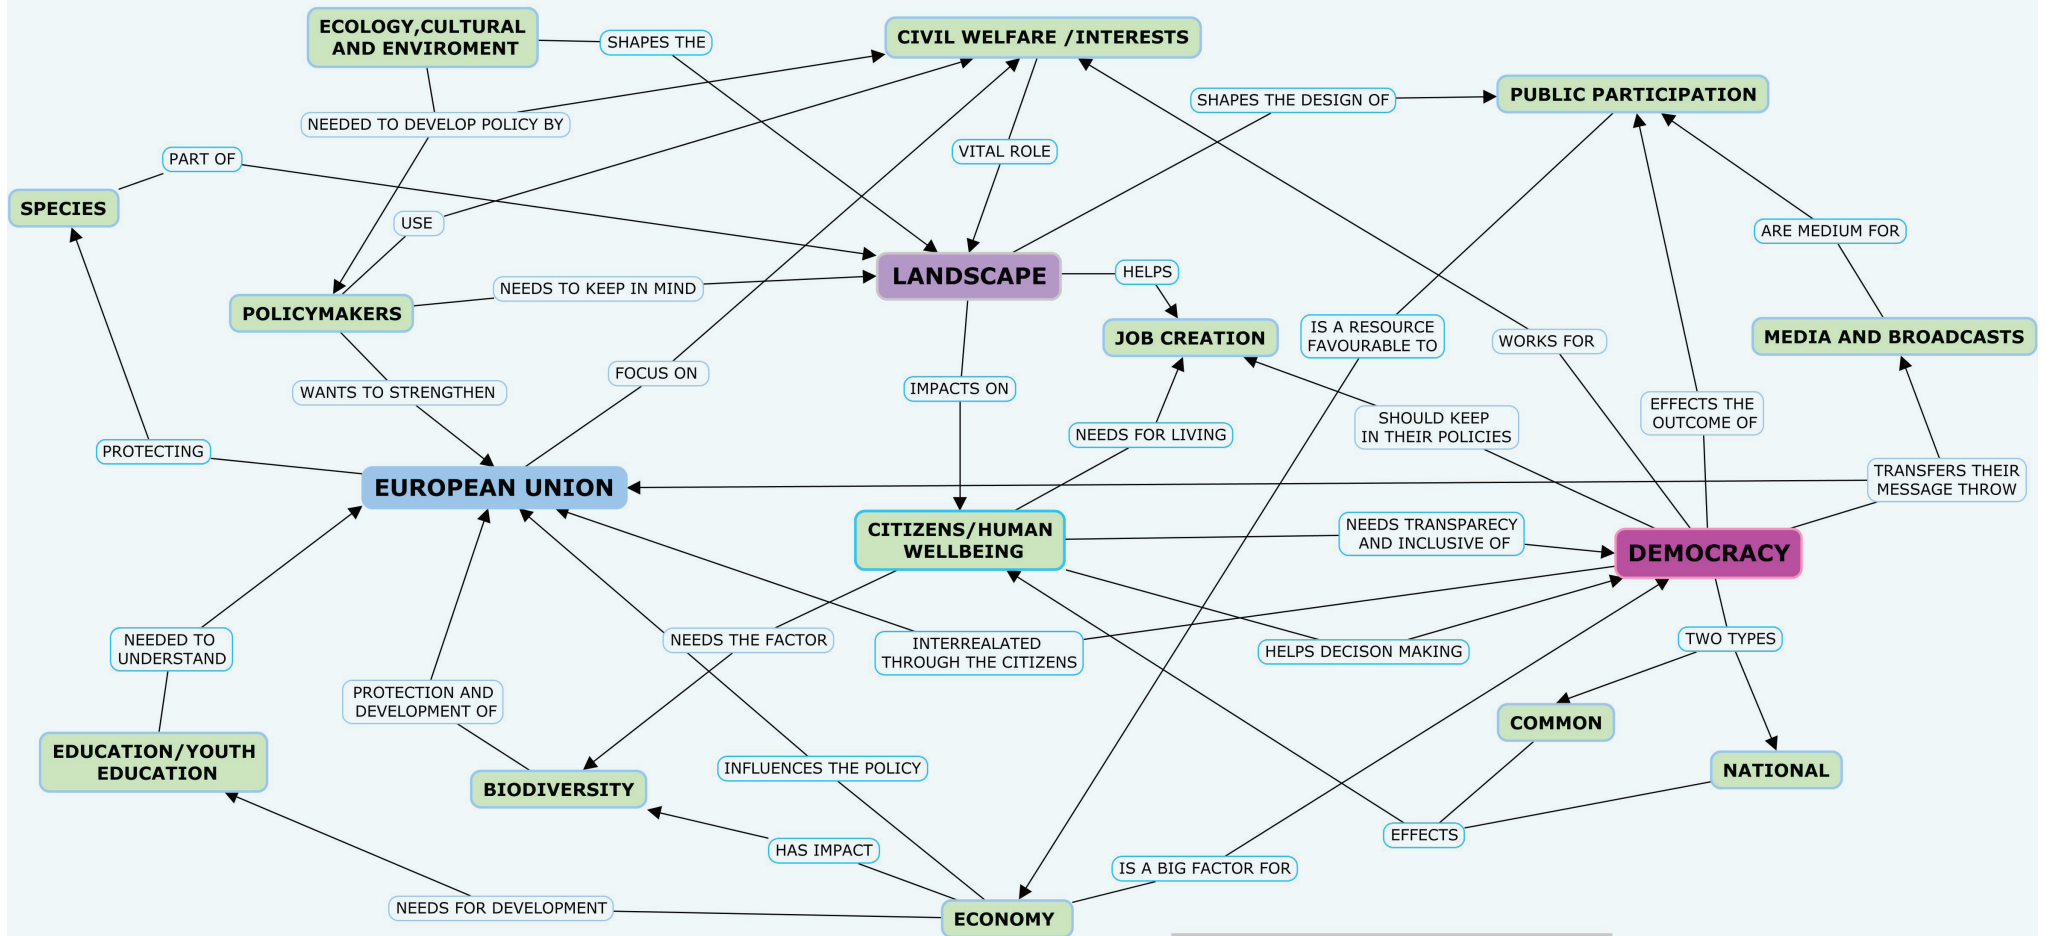 ECOLOGY,CULTURAL
AND ENVIROMENT
SHAPES THE
CIVIL WELFARE /INTERESTS
PUBLIC PARTICIPATION
SHAPES THE DESIGN OF
NEEDED TO DEVELOP POLICY BY
VITAL ROLE
PART OF
SPECIES
USE
ARE MEDIUM FOR
LANDSCAPE
HELPS
NEEDS TO KEEP IN MIND
POLICYMAKERS
JOB CREATION
IS A RESOURCE
FAVOURABLE TO
WORKS FOR
MEDIA AND BROADCASTS
FOCUS ON
WANTS TO STRENGTHEN
IMPACTS ON
EFFECTS THE
OUTCOME OF
SHOULD KEEP
IN THEIR POLICIES
NEEDS FOR LIVING
PROTECTING
EUROPEAN UNION
TRANSFERS THEIR
MESSAGE THROW
CITIZENS/HUMAN
WELLBEING
NEEDS TRANSPARECY
AND INCLUSIVE OF
DEMOCRACY
NEEDED TO
UNDERSTAND
NEEDS THE FACTOR
INTERREALATED
THROUGH THE CITIZENS
HELPS DECISON MAKING
TWO TYPES
PROTECTION AND
DEVELOPMENT OF
COMMON
EDUCATION/YOUTH
EDUCATION
BIODIVERSITY
INFLUENCES THE POLICY
NATIONAL
EFFECTS
HAS IMPACT
IS A BIG FACTOR FOR
NEEDS FOR DEVELOPMENT
ECONOMY